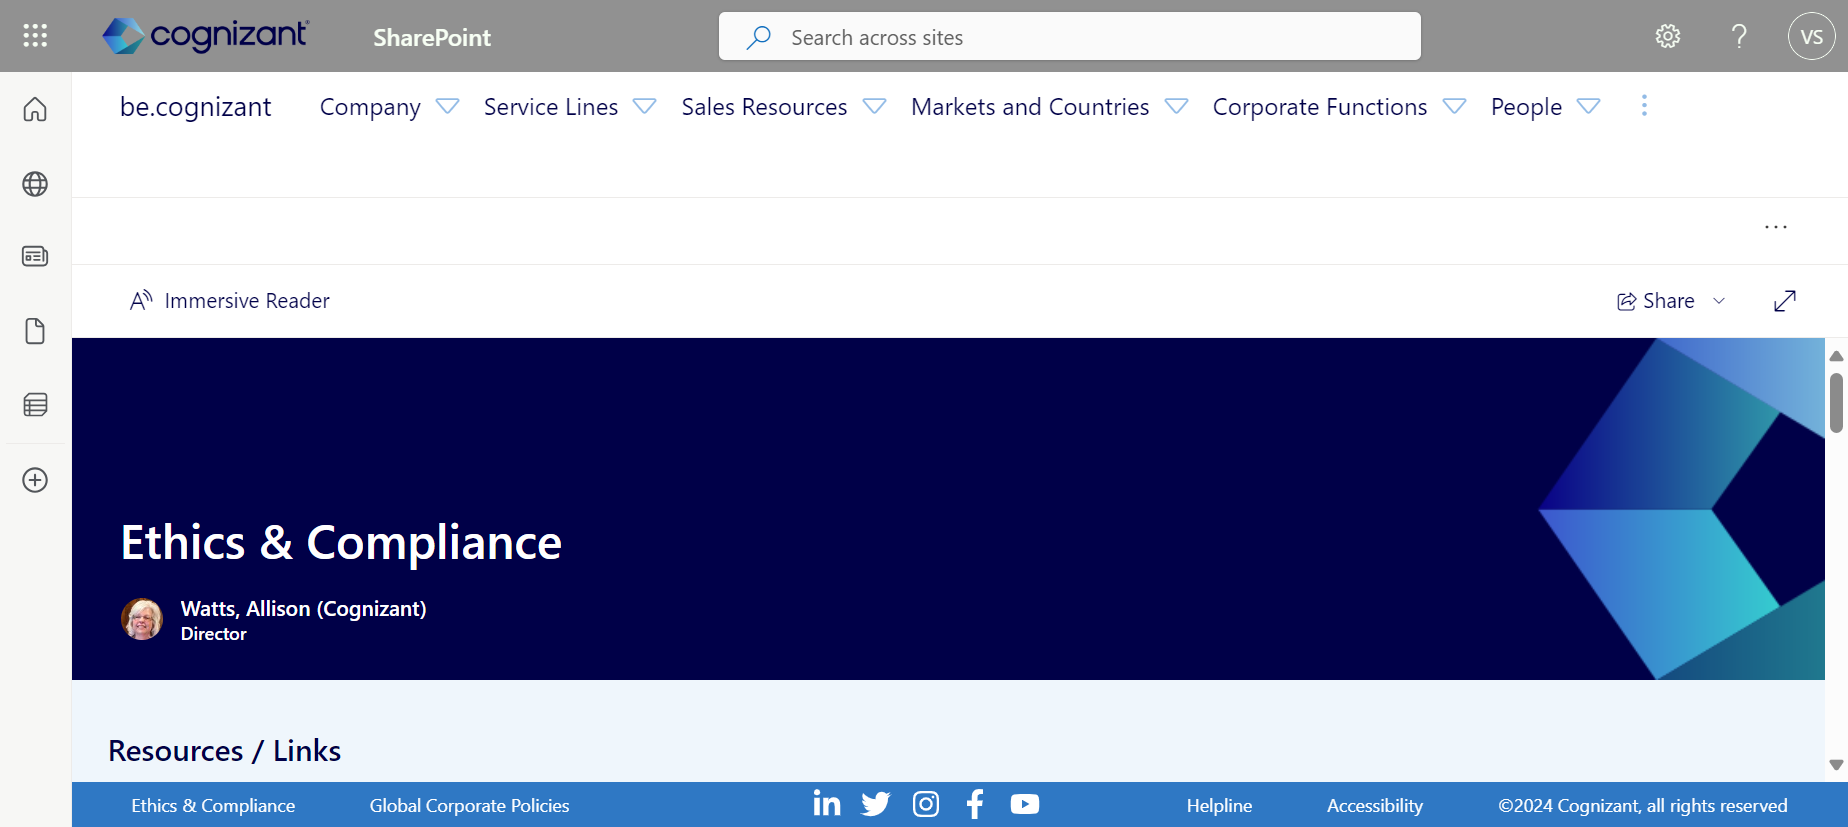 cognizant
SharePoint
Search across sites
VS
be.cognizant
Company
Service Lines
Sales Resources
Markets and Countries
Corporate Functions
People
Immersive Reader
Share
Ethics & Compliance
Watts, Allison (Cognizant)
Director
Resources / Links
Ethics & Compliance
Global Corporate Policies
Helpline
Accessibility
©2024 Cognizant, all rights reserved